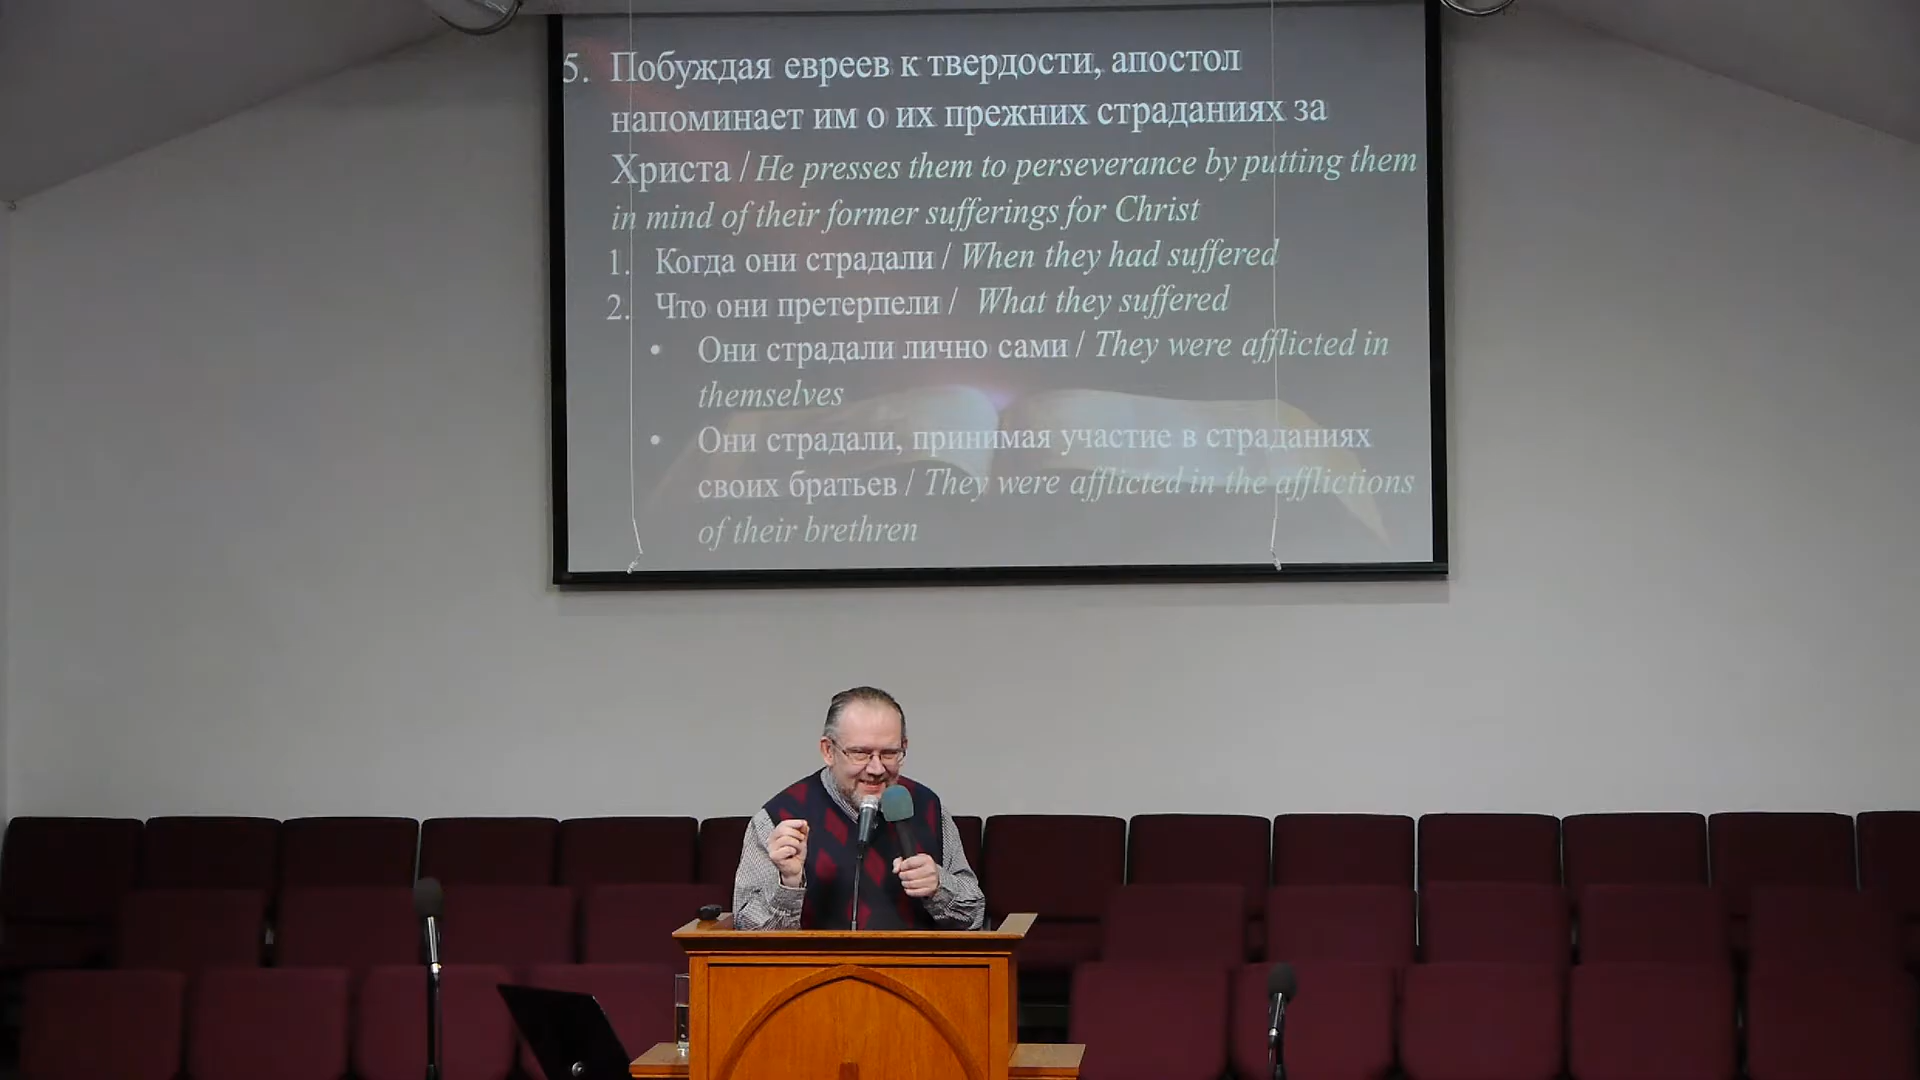 5. Побуждая евреев к твердости, апостол
напоминает им о их прежних страданиях за
Христа / He presses them to perseverance by putting them
in mind of their former sufferings for Christ
1. Когда они страдали / When they had suffered
2. Что они претерпели / What they suffered
• Они страдали лично сами / They were afflicted in
themselves
• Они страдали, принимая участие в страданиях
своих братьев / They were afflicted in the afflictions
of their brethren